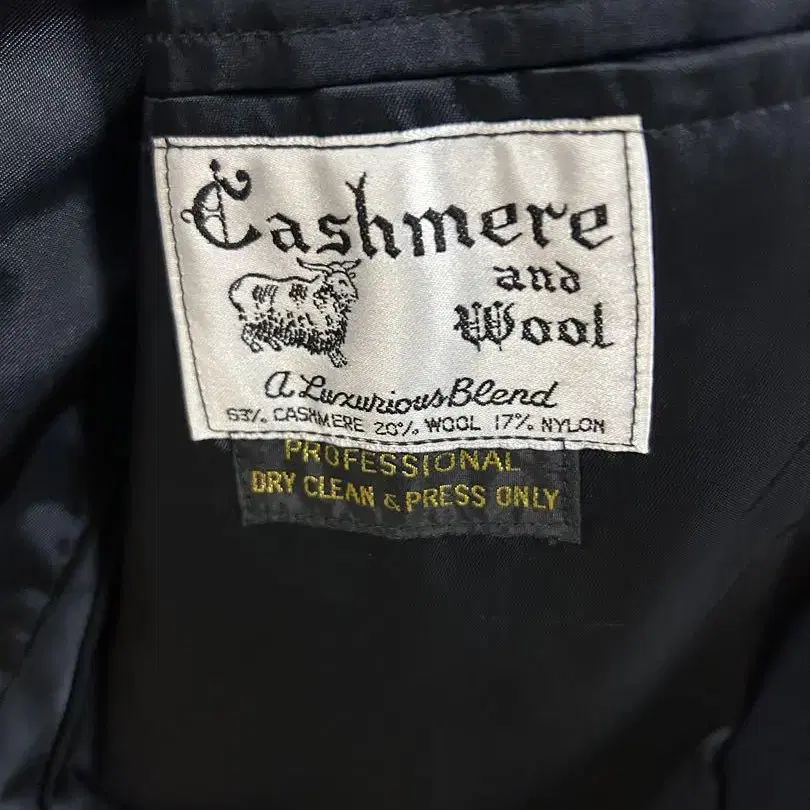 Cashmere
and
Wool
A Luxurious Blend
63% CASHMERE 20% WOOL 17% NYLON
PROFESSIONAL
DRY CLEAN & PRESS ONLY